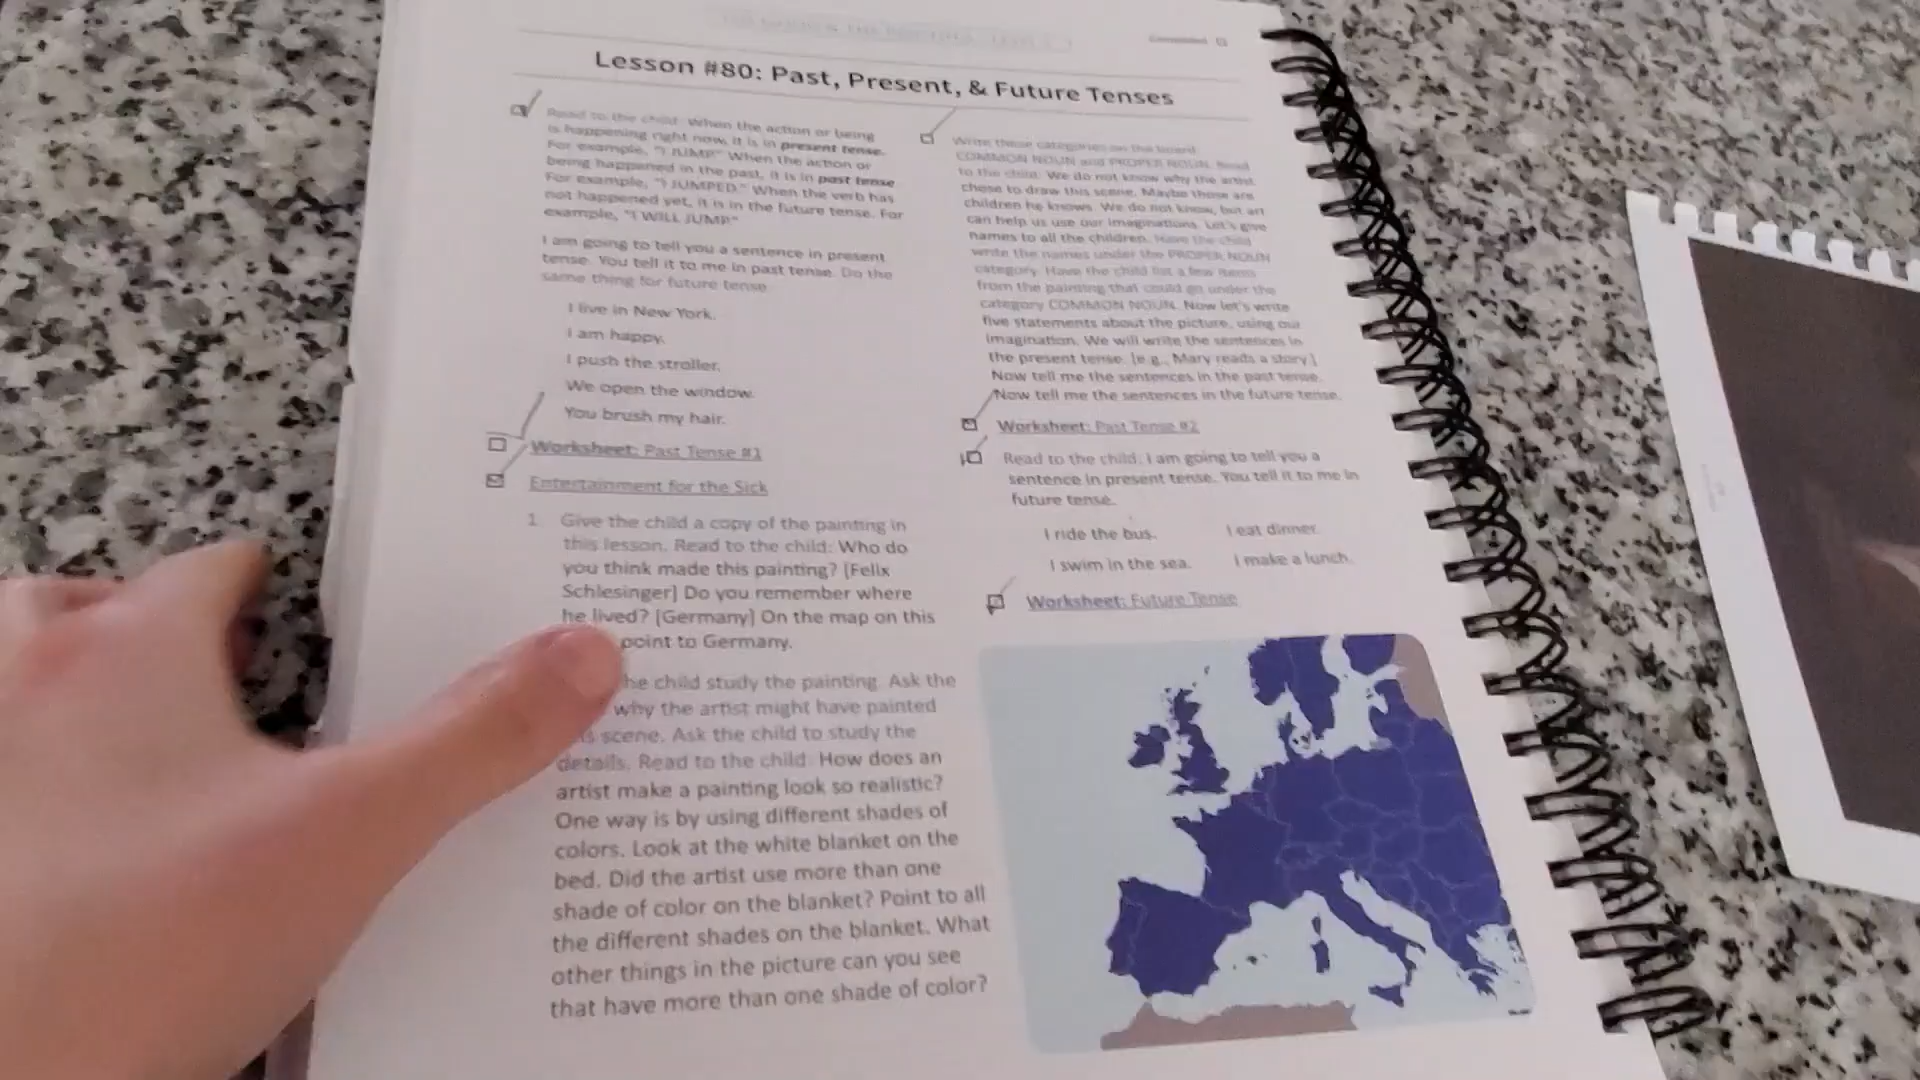 Lesson #80: Past, Present, & Future Tenses
Read to the child: When the action or being
is happening right now, it is in present tense.
For example, "I JUMP." When the action or
being happened in the past, it is in past tense.
For example, "I JUMPED." When the verb has
not happened yet, it is in the future tense. For
example, "I WILL JUMP."
I am going to tell you a sentence in present
tense. You tell it to me in past tense. Do the
same thing for future tense.
I live in New York.
I am happy.
I push the stroller.
We open the window.
You brush my hair.
Worksheet: Past Tense #1
Entertainment for the Sick
1. Give the child a copy of the painting in
this lesson. Read to the child: Who do
you think made this painting? [Felix
Schlesinger] Do you remember where
he lived? [Germany] On the map on this
point to Germany.
the child study the painting. Ask the
why the artist might have painted
scene. Ask the child to study the
details. Read to the child: How does an
artist make a painting look so realistic?
One way is by using different shades of
colors. Look at the white blanket on the
bed. Did the artist use more than one
shade of color on the blanket? Point to all
the different shades on the blanket. What
other things in the picture can you see
that have more than one shade of color?
Write these categories on the board:
COMMON NOUN and PROPER NOUN. Read
to the child: We do not know why the artist
chose to draw this scene. Maybe those are
children he knows. We do not know, but art
can help us use our imaginations. Let's give
names to all the children. Have the child
write the names under the PROPER NOUN
category. Have the child list a few items
from the painting that could go under the
category COMMON NOUN. Now let's write
five statements about the picture, using our
imagination. We will write the sentences in
the present tense. [e.g., Mary reads a story.]
Now tell me the sentences in the past tense.
Now tell me the sentences in the future tense.
Worksheet: Past Tense #2
Read to the child: I am going to tell you a
sentence in present tense. You tell it to me in
future tense.
I ride the bus. I eat dinner.
I swim in the sea. I make a lunch.
Worksheet: Future Tense